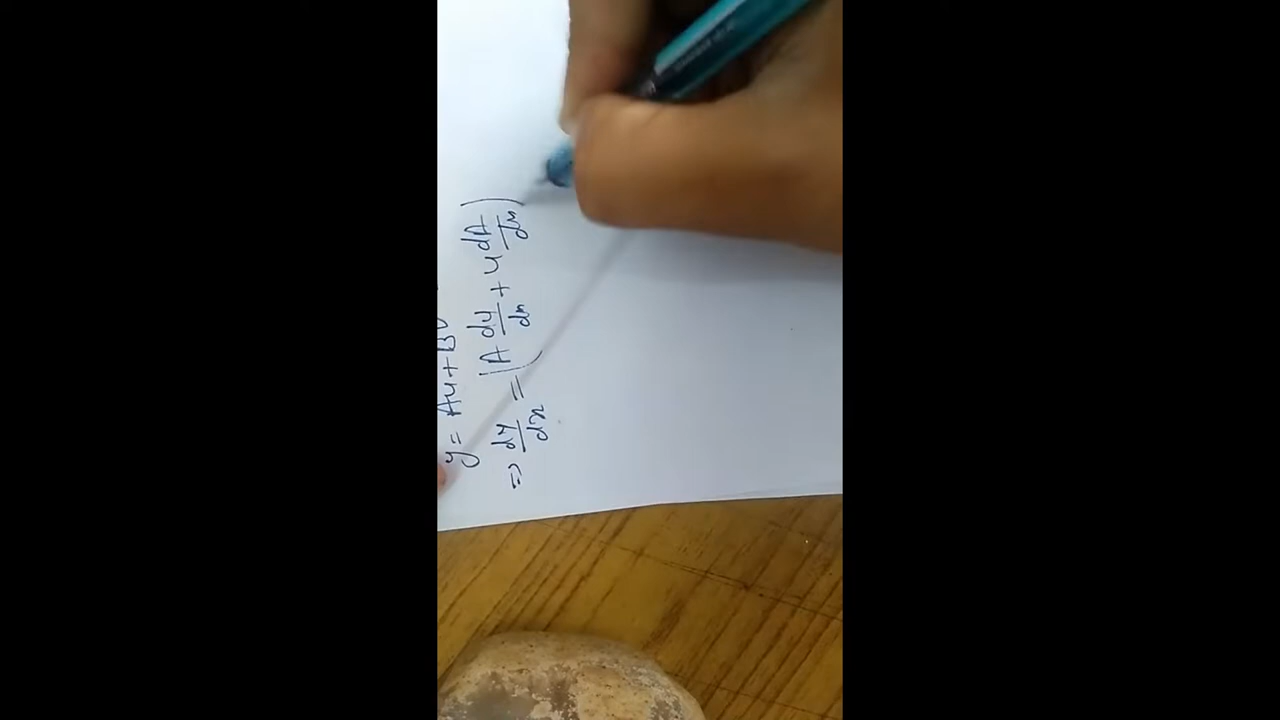 y = Au + Bv
⇒ dy/dx = (A du/dx + u dA/dx)